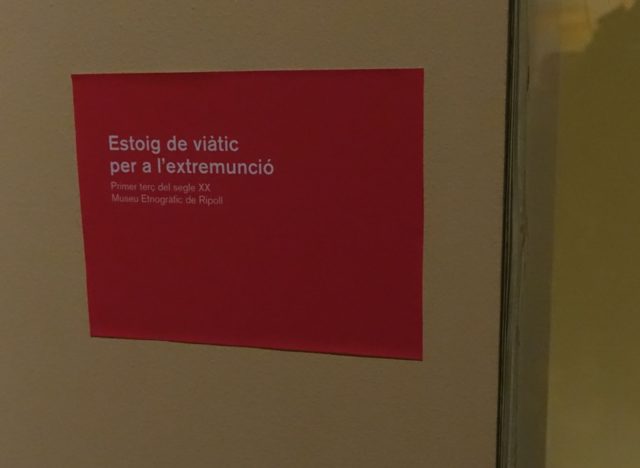 Estoig de viàtic
per a l'extremunció
Primer terç del segle XX
Museu Etnogràfic de Ripoll